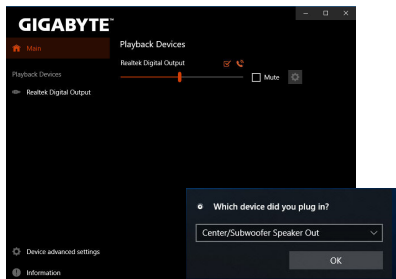 GIGABYTE™
Main
Playback Devices
Realtek Digital Output
Playback Devices
Realtek Digital Output
Mute
Device advanced settings
Information
Which device did you plug in?
Center/Subwoofer Speaker Out
OK